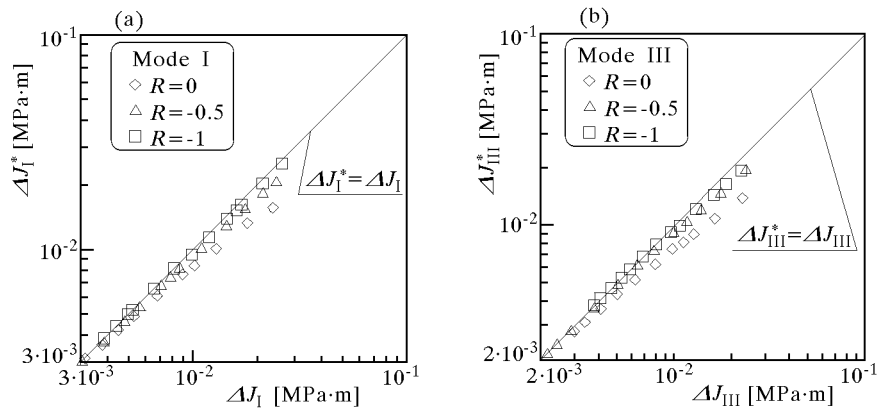 (a)
10⁻¹
Mode I
R=0
R=-0.5
R=-1
ΔJ_I^* [MPa·m]
ΔJ_I^*=ΔJ_I
10⁻²
3·10⁻³
3·10⁻³
10⁻²
10⁻¹
ΔJ_I [MPa·m]
(b)
10⁻¹
Mode III
R=0
R=-0.5
R=-1
ΔJ_III^* [MPa·m]
10⁻²
ΔJ_III^*=ΔJ_III
2·10⁻³
2·10⁻³
10⁻²
10⁻¹
ΔJ_III [MPa·m]